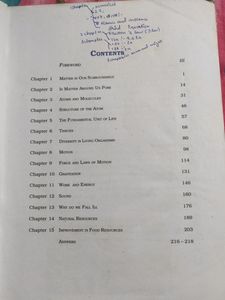 CONTENTS
FOREWORD iii
Chapter 1 MATTER IN OUR SURROUNDINGS 1
Chapter 2 IS MATTER AROUND US PURE 14
Chapter 3 ATOMS AND MOLECULES 31
Chapter 4 STRUCTURE OF THE ATOM 46
Chapter 5 THE FUNDAMENTAL UNIT OF LIFE 57
Chapter 6 TISSUES 68
Chapter 7 DIVERSITY IN LIVING ORGANISMS 80
Chapter 8 MOTION 98
Chapter 9 FORCE AND LAWS OF MOTION 114
Chapter 10 GRAVITATION 131
Chapter 11 WORK AND ENERGY 146
Chapter 12 SOUND 160
Chapter 13 WHY DO WE FALL ILL 176
Chapter 14 NATURAL RESOURCES 189
Chapter 15 IMPROVEMENT IN FOOD RESOURCES 203
ANSWERS 216-218